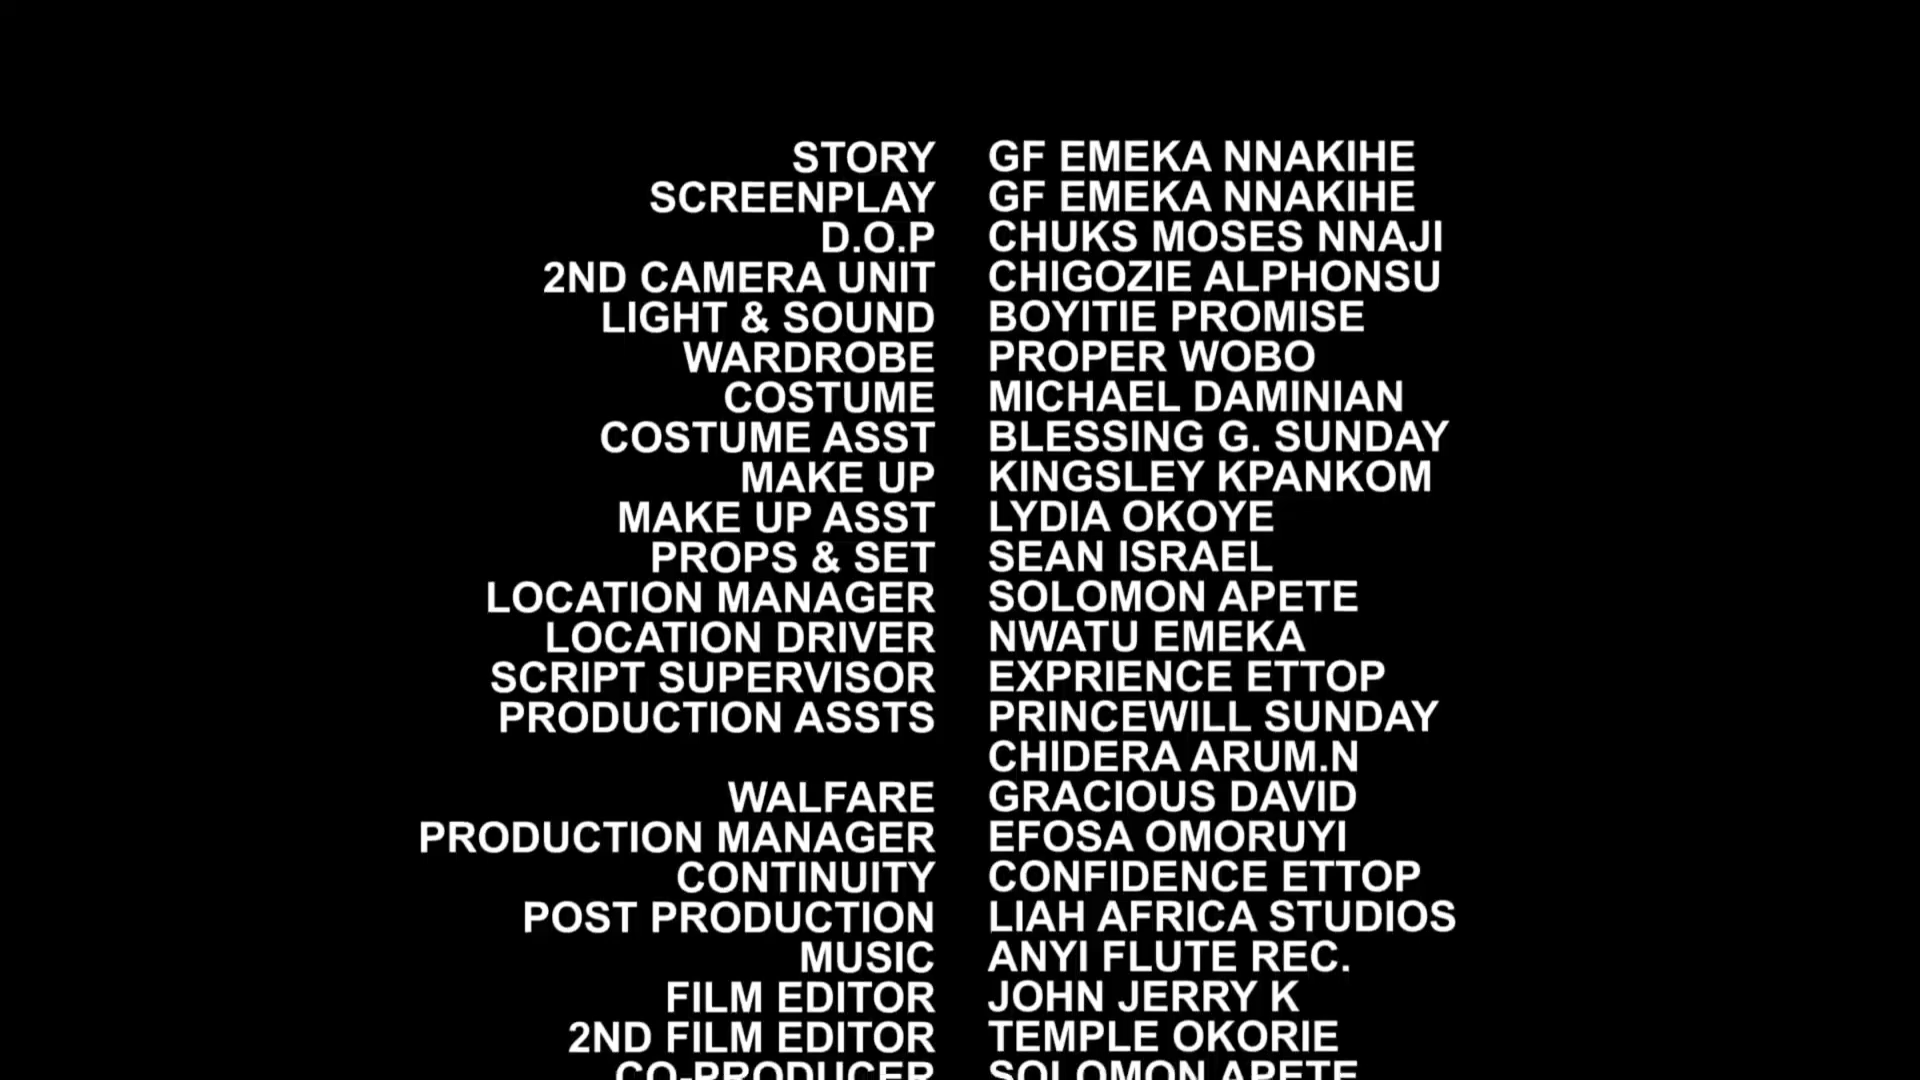 STORY GF EMEKA NNAKIHE
SCREENPLAY GF EMEKA NNAKIHE
D.O.P CHUKS MOSES NNAJI
2ND CAMERA UNIT CHIGOZIE ALPHONSU
LIGHT & SOUND BOYITIE PROMISE
WARDROBE PROPER WOBO
COSTUME MICHAEL DAMINIAN
COSTUME ASST BLESSING G. SUNDAY
MAKE UP KINGSLEY KPANKOM
MAKE UP ASST LYDIA OKOYE
PROPS & SET SEAN ISRAEL
LOCATION MANAGER SOLOMON APETE
LOCATION DRIVER NWATU EMEKA
SCRIPT SUPERVISOR EXPRIENCE ETTOP
PRODUCTION ASSTS PRINCEWILL SUNDAY
CHIDERA ARUM.N
WALFARE GRACIOUS DAVID
PRODUCTION MANAGER EFOSA OMORUYI
CONTINUITY CONFIDENCE ETTOP
POST PRODUCTION LIAH AFRICA STUDIOS
MUSIC ANYI FLUTE REC.
FILM EDITOR JOHN JERRY K
2ND FILM EDITOR TEMPLE OKORIE
CO-PRODUCER SOLOMON APETE